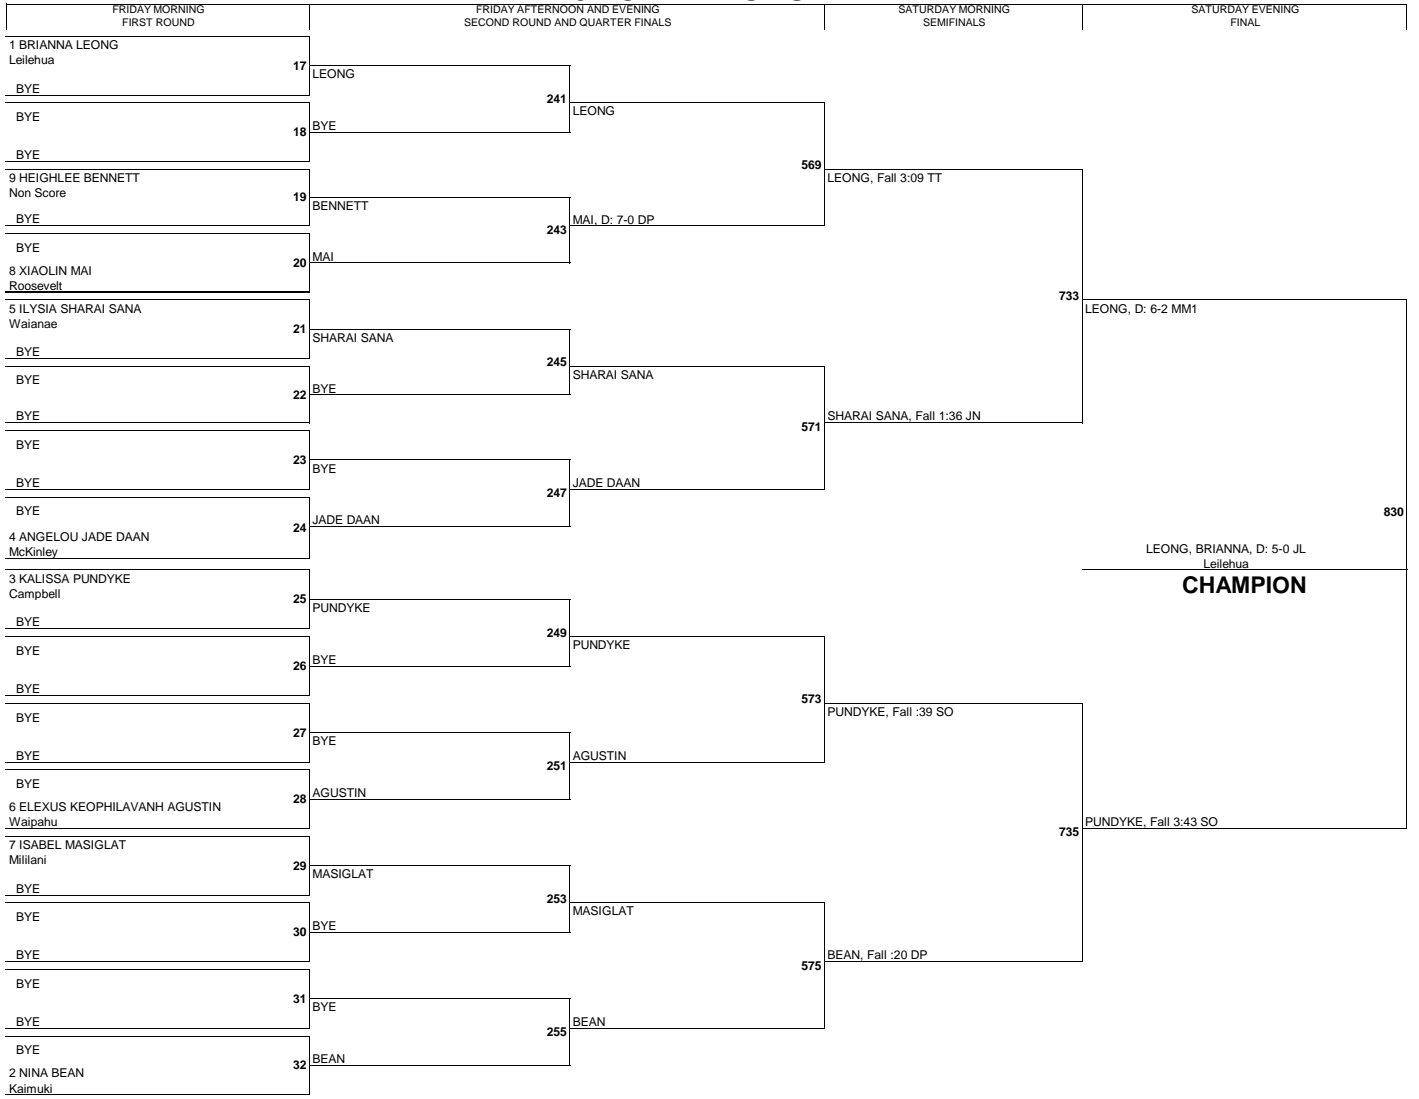 FRIDAY MORNING
FIRST ROUND
FRIDAY AFTERNOON AND EVENING
SECOND ROUND AND QUARTER FINALS
SATURDAY MORNING
SEMIFINALS
SATURDAY EVENING
FINAL
1 BRIANNA LEONG
Leilehua
17
BYE
BYE
18
BYE
9 HEIGHLEE BENNETT
Non Score
19
BYE
BYE
20
8 XIAOLIN MAI
Roosevelt
5 ILYSIA SHARAI SANA
Waianae
21
BYE
BYE
22
BYE
BYE
23
BYE
BYE
24
4 ANGELOU JADE DAAN
McKinley
3 KALISSA PUNDYKE
Campbell
25
BYE
BYE
26
BYE
BYE
27
BYE
BYE
28
6 ELEXUS KEOPHILAVANH AGUSTIN
Waipahu
7 ISABEL MASIGLAT
Mililani
29
BYE
BYE
30
BYE
BYE
31
BYE
BYE
32
2 NINA BEAN
Kaimuki
LEONG
241
BYE
BENNETT
243
MAI
SHARAI SANA
245
BYE
BYE
247
JADE DAAN
PUNDYKE
249
BYE
BYE
251
AGUSTIN
MASIGLAT
253
BYE
BYE
255
BEAN
LEONG
569
MAI, D: 7-0 DP
SHARAI SANA
571
JADE DAAN
PUNDYKE
573
AGUSTIN
MASIGLAT
575
BEAN
LEONG, Fall 3:09 TT
733
SHARAI SANA, Fall 1:36 JN
PUNDYKE, Fall :39 SO
735
BEAN, Fall :20 DP
LEONG, D: 6-2 MM1
830
LEONG, BRIANNA, D: 5-0 JL
Leilehua
CHAMPION
PUNDYKE, Fall 3:43 SO